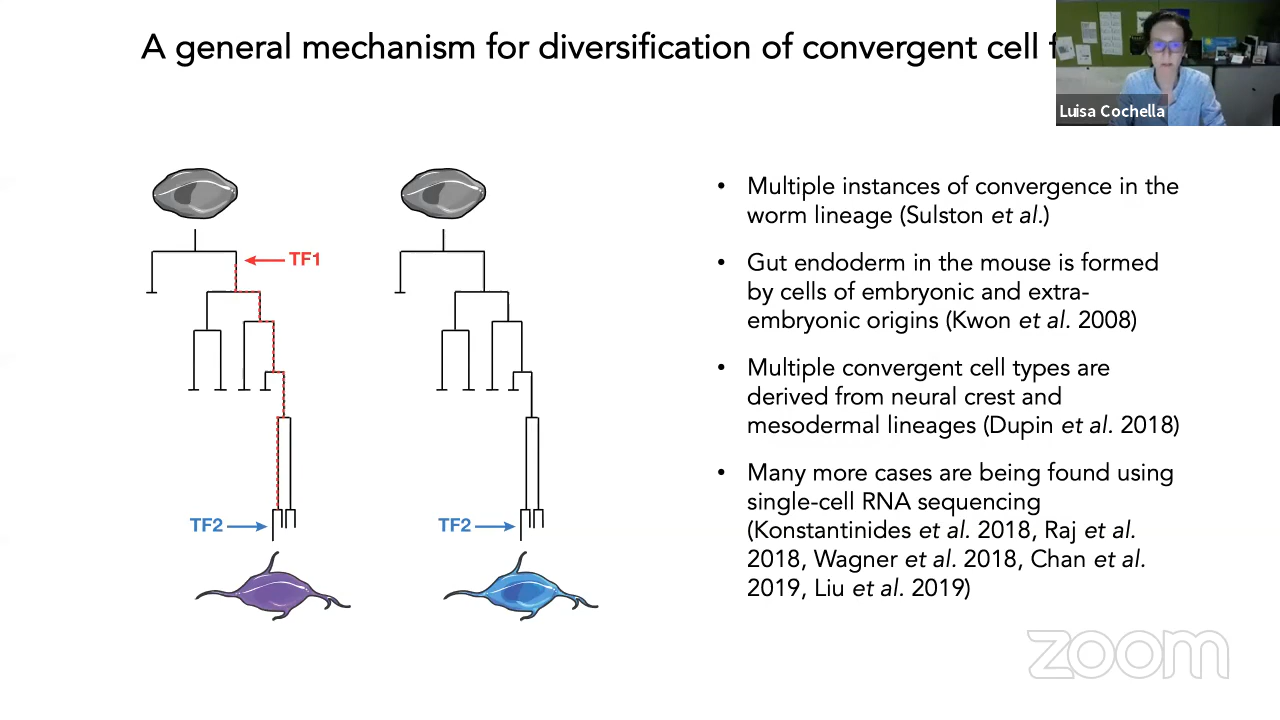 A general mechanism for diversification of convergent cell
Luisa Cochella
TF1
TF2
TF2
• Multiple instances of convergence in the
worm lineage (Sulston et al.)
• Gut endoderm in the mouse is formed
by cells of embryonic and extra-
embryonic origins (Kwon et al. 2008)
• Multiple convergent cell types are
derived from neural crest and
mesodermal lineages (Dupin et al. 2018)
• Many more cases are being found using
single-cell RNA sequencing
(Konstantinides et al. 2018, Raj et al.
2018, Wagner et al. 2018, Chan et al.
2019, Liu et al. 2019)
zoom